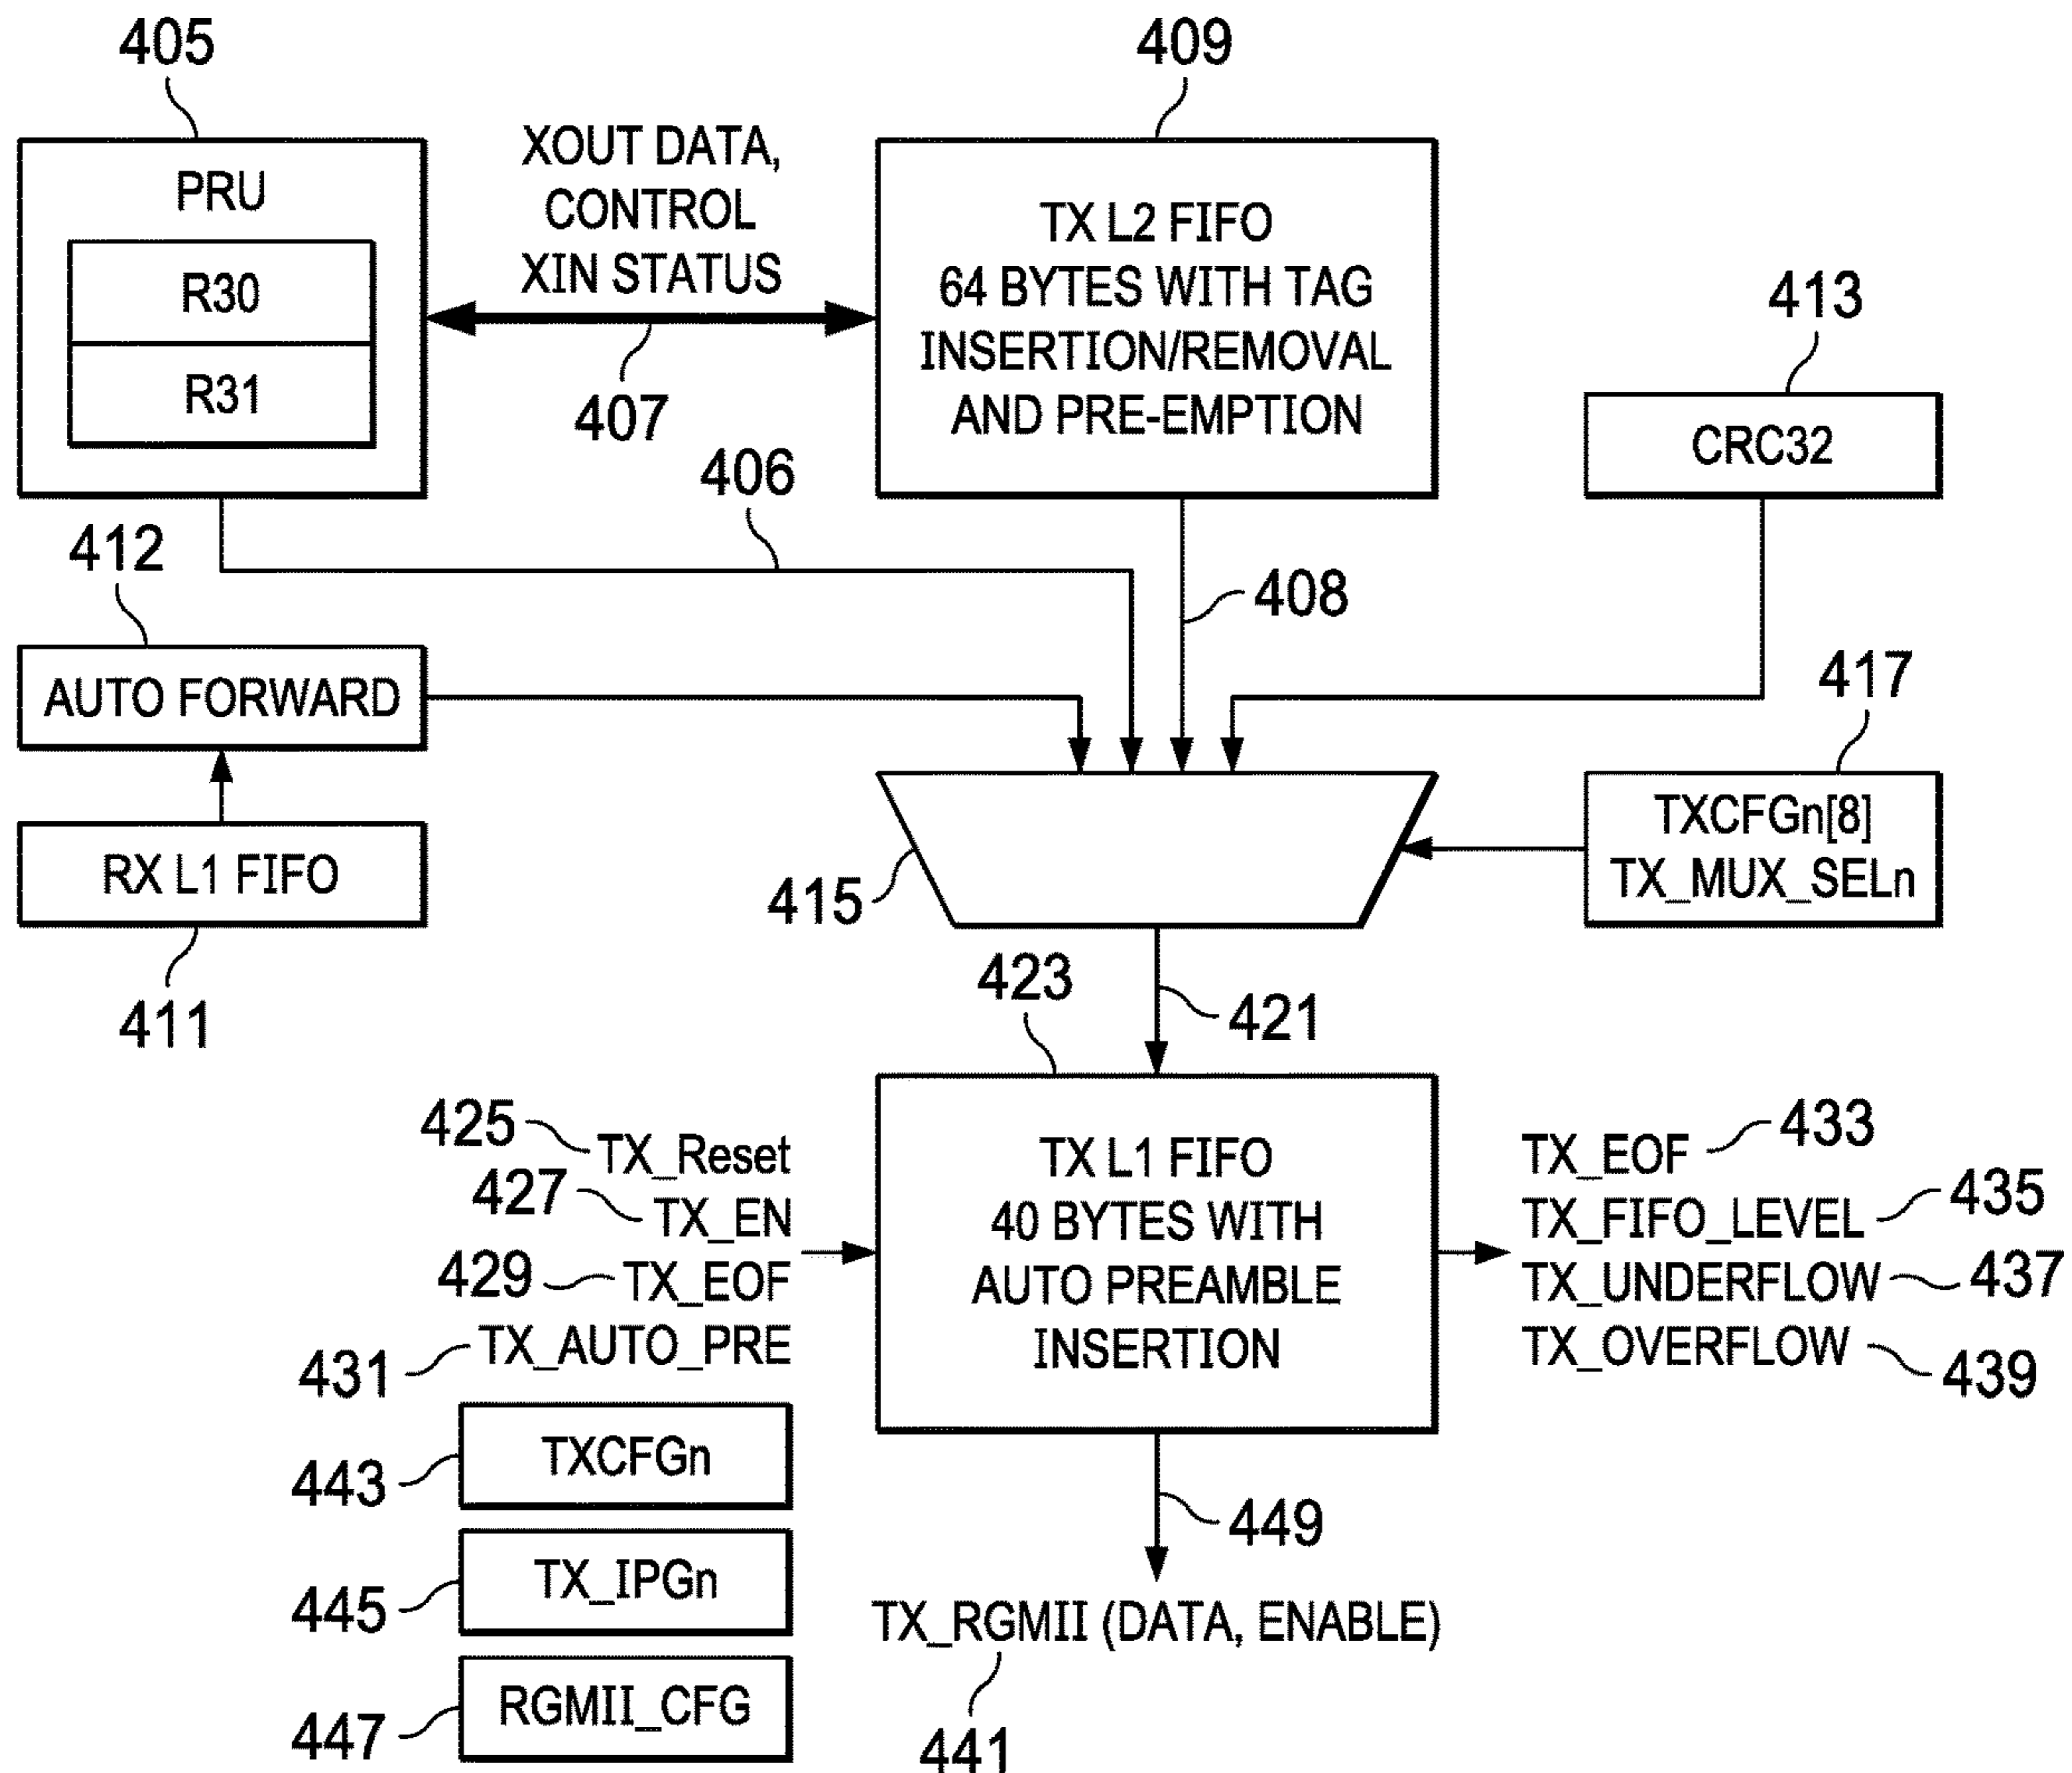 405
409
PRU
R30
R31
XOUT DATA,
CONTROL
XIN STATUS
407
TX L2 FIFO
64 BYTES WITH TAG
INSERTION/REMOVAL
AND PRE-EMPTION
413
CRC32
406
412
408
AUTO FORWARD
417
RX L1 FIFO
411
415
TXCFGn[8]
TX_MUX_SELn
423
421
425
TX_Reset
427
TX_EN
429
TX_EOF
431
TX_AUTO_PRE
TX L1 FIFO
40 BYTES WITH
AUTO PREAMBLE
INSERTION
TX_EOF
433
TX_FIFO_LEVEL
435
TX_UNDERFLOW
437
TX_OVERFLOW
439
443
TXCFGn
445
TX_IPGn
447
RGMII_CFG
449
TX_RGMII (DATA, ENABLE)
441